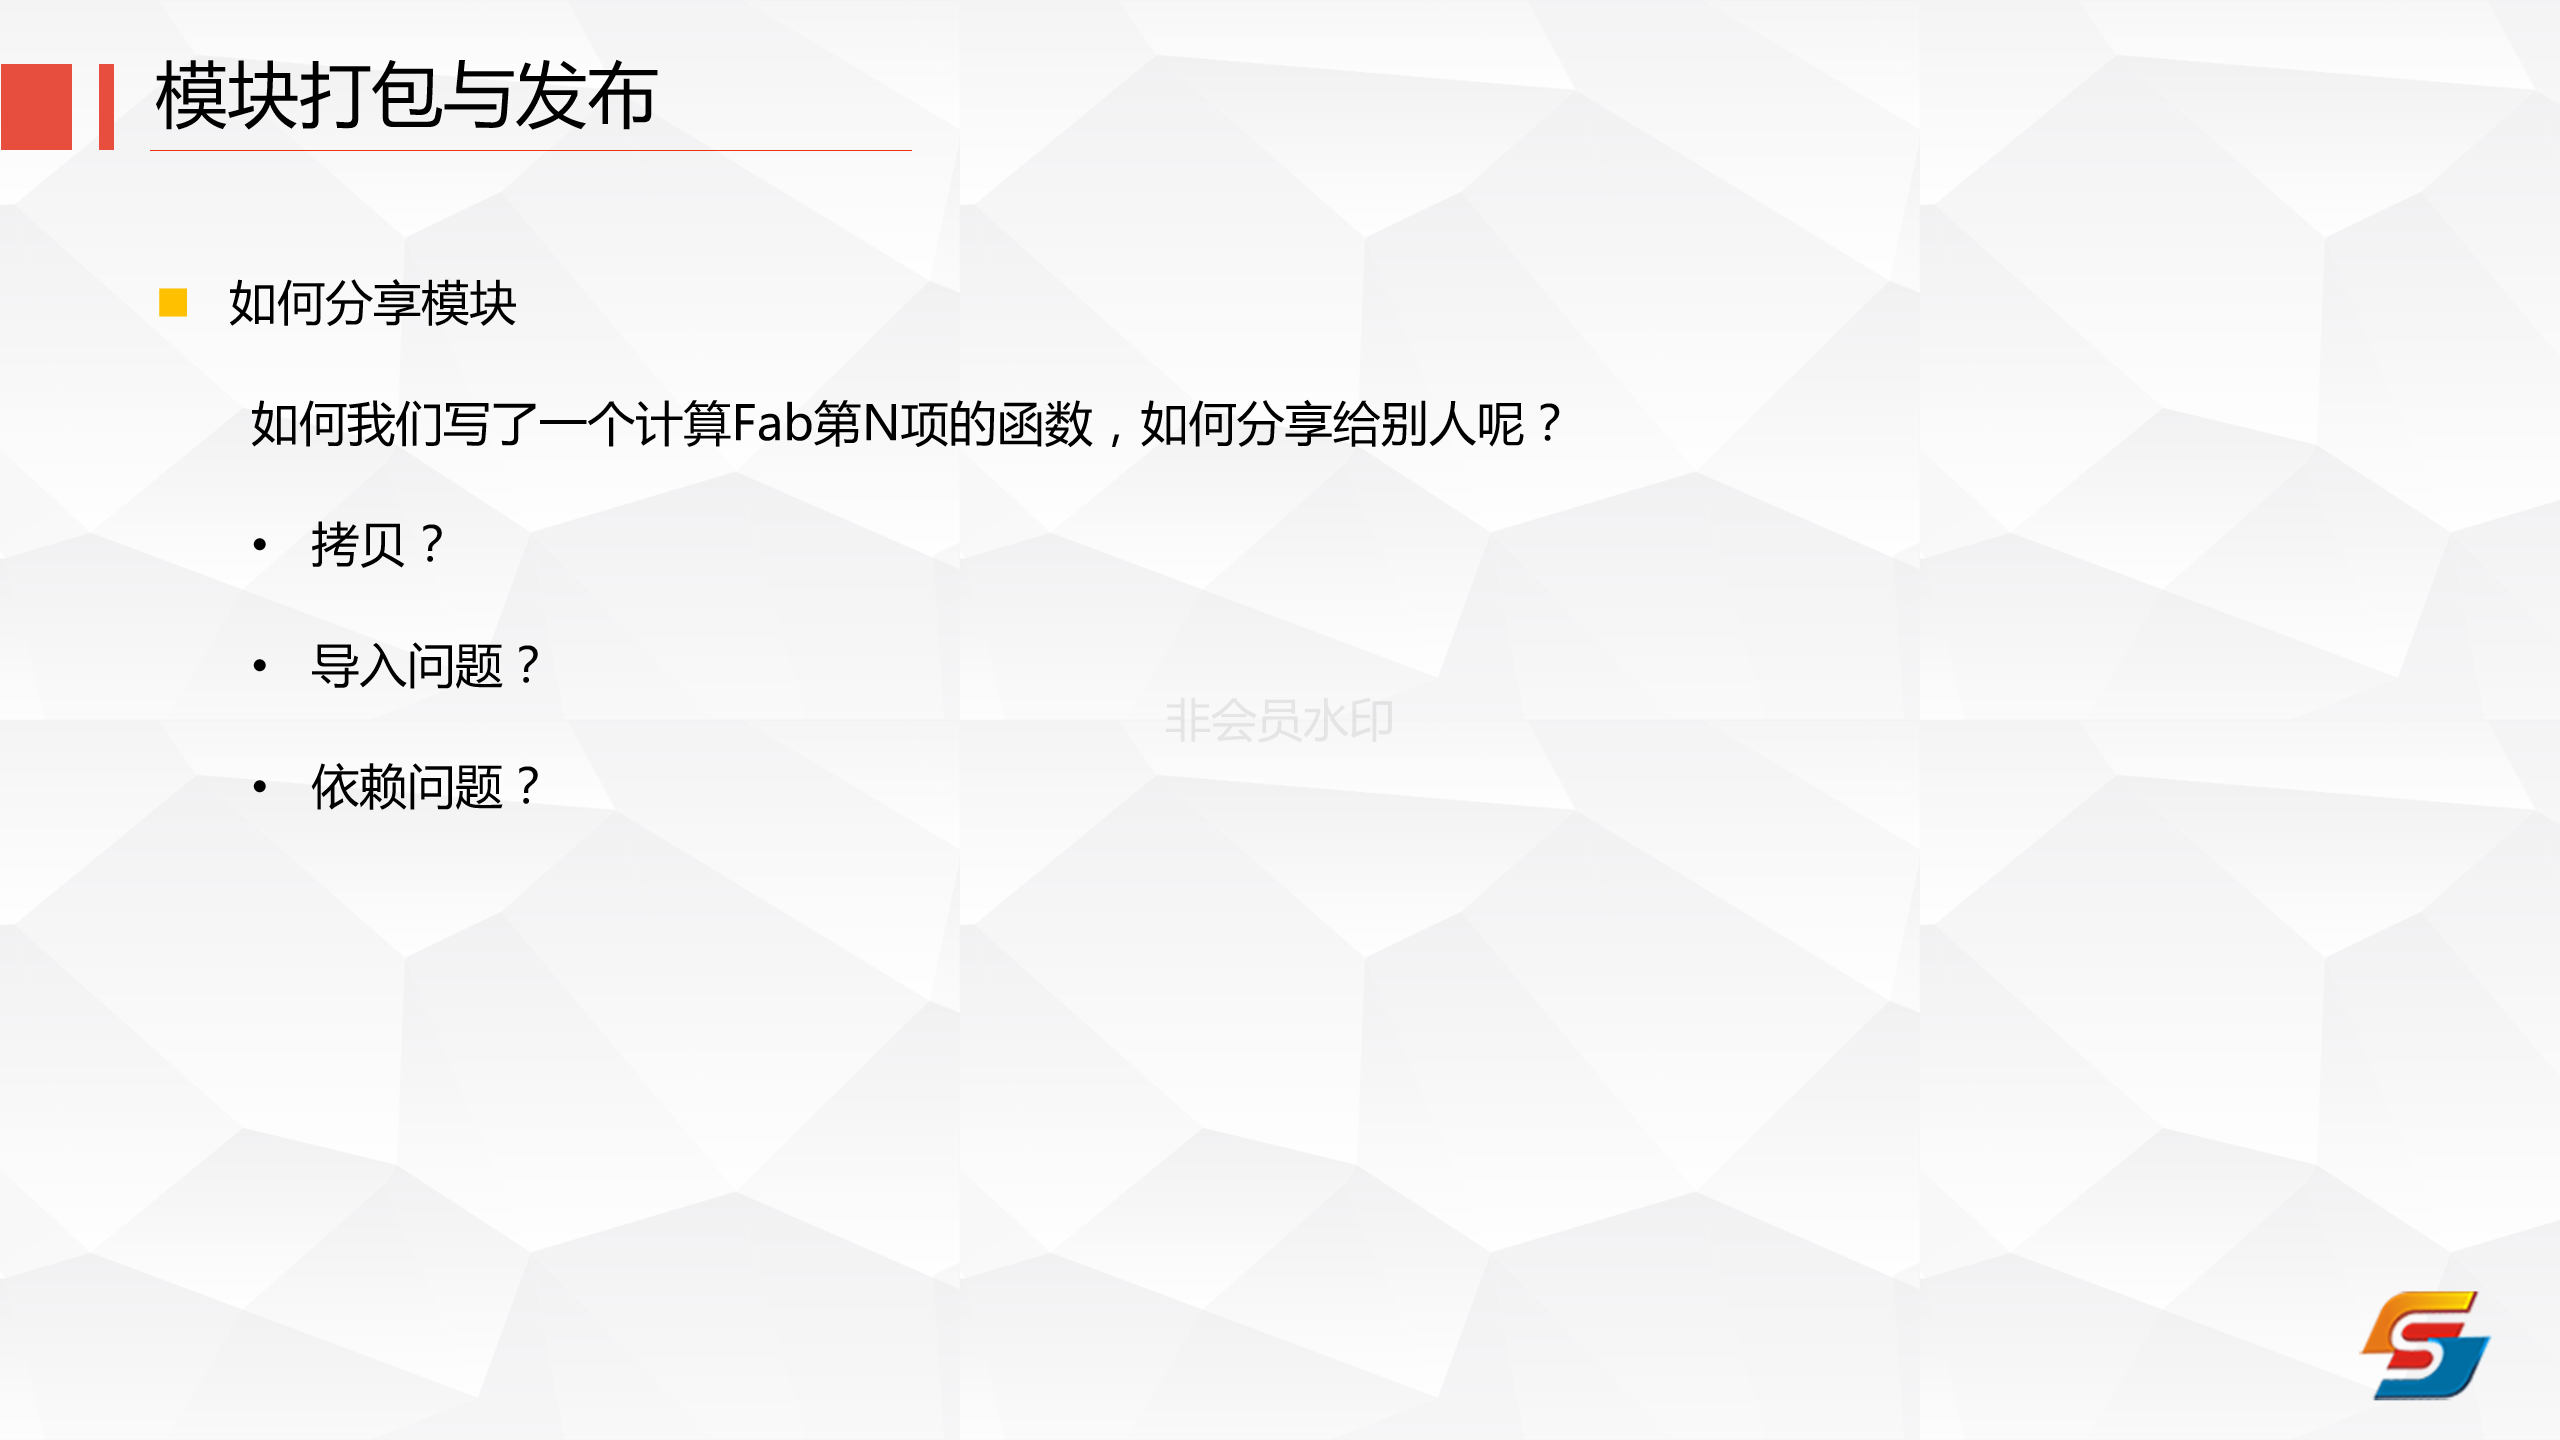 模块打包与发布
如何分享模块
如何我们写了一个计算Fab第N项的函数，如何分享给别人呢？
• 拷贝？
• 导入问题？
• 依赖问题？
非会员水印